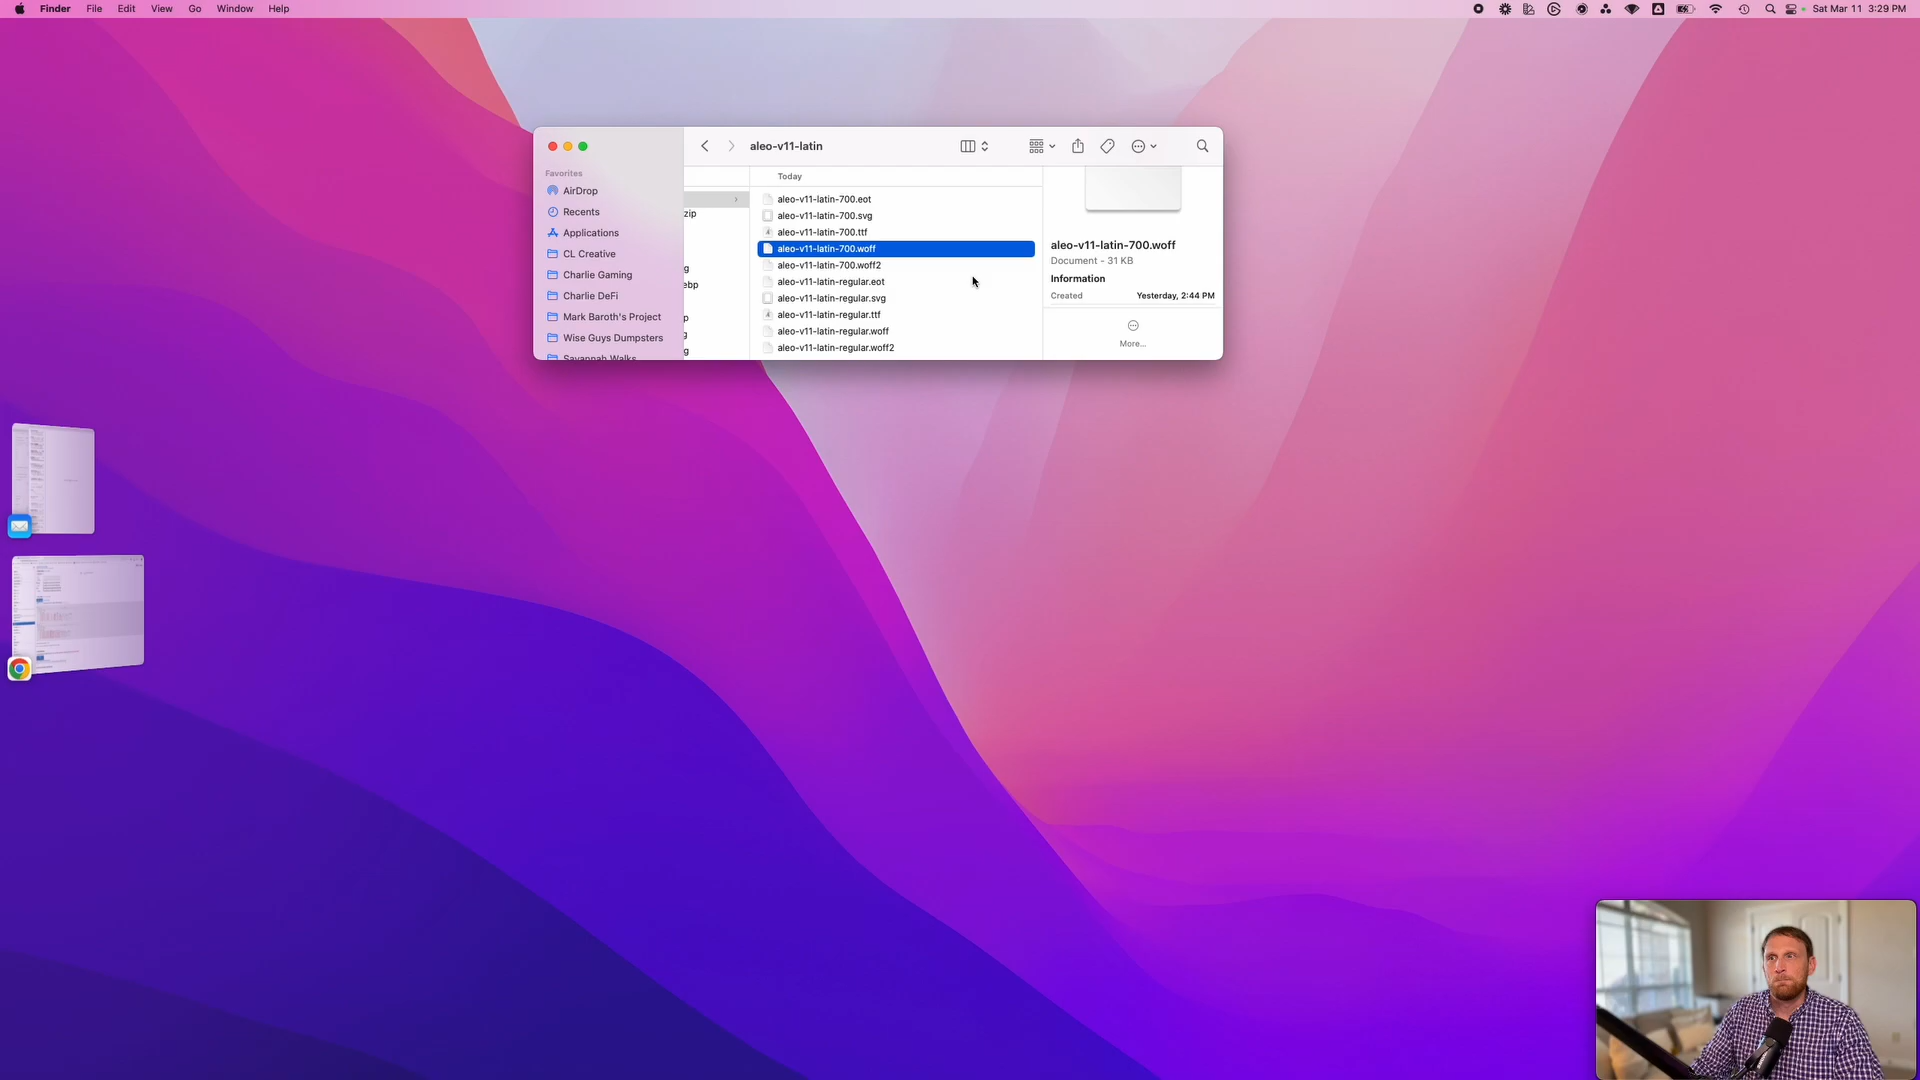 Finder File Edit View Go Window Help
Sat Mar 11 3:29 PM
aleo-v11-latin
Favorites
AirDrop
Recents
Applications
CL Creative
Charlie Gaming
Charlie DeFi
Mark Baroth's Project
Wise Guys Dumpsters
Savannah Walks
zip
g
ebp
p
g
g
Today
aleo-v11-latin-700.eot
aleo-v11-latin-700.svg
aleo-v11-latin-700.ttf
aleo-v11-latin-700.woff
aleo-v11-latin-700.woff2
aleo-v11-latin-regular.eot
aleo-v11-latin-regular.svg
aleo-v11-latin-regular.ttf
aleo-v11-latin-regular.woff
aleo-v11-latin-regular.woff2
aleo-v11-latin-700.woff
Document - 31 KB
Information
Created Yesterday, 2:44 PM
More...